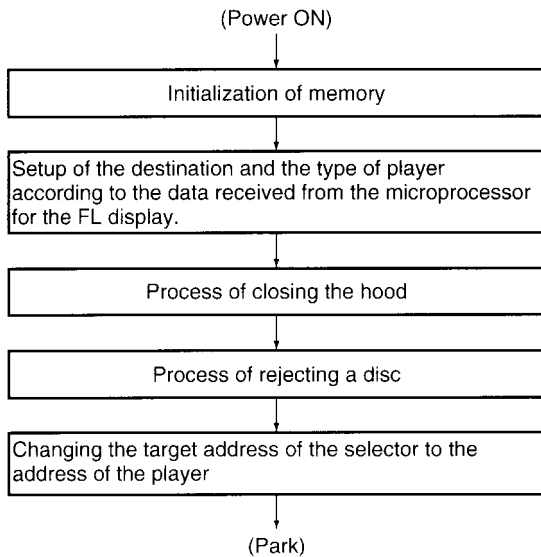 (Power ON)
Initialization of memory
Setup of the destination and the type of player
according to the data received from the microprocessor
for the FL display.
Process of closing the hood
Process of rejecting a disc
Changing the target address of the selector to the
address of the player
(Park)